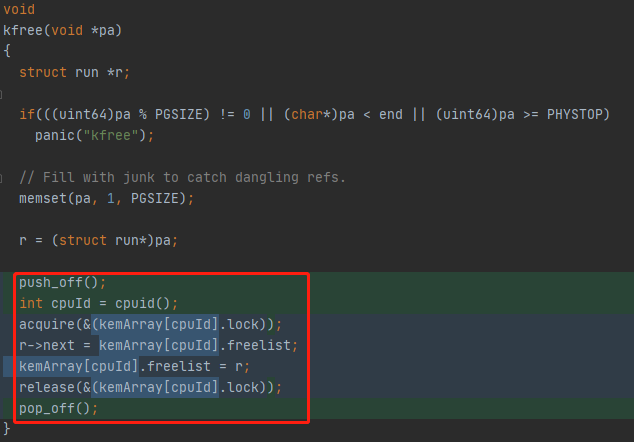 void
kfree(void *pa)
{
  struct run *r;

  if(((uint64)pa % PGSIZE) != 0 || (char*)pa < end || (uint64)pa >= PHYSTOP)
    panic("kfree");

  // Fill with junk to catch dangling refs.
  memset(pa, 1, PGSIZE);

  r = (struct run*)pa;

  push_off();
  int cpuId = cpuid();
  acquire(&(kemArray[cpuId].lock));
  r->next = kemArray[cpuId].freelist;
  kemArray[cpuId].freelist = r;
  release(&(kemArray[cpuId].lock));
  pop_off();
}